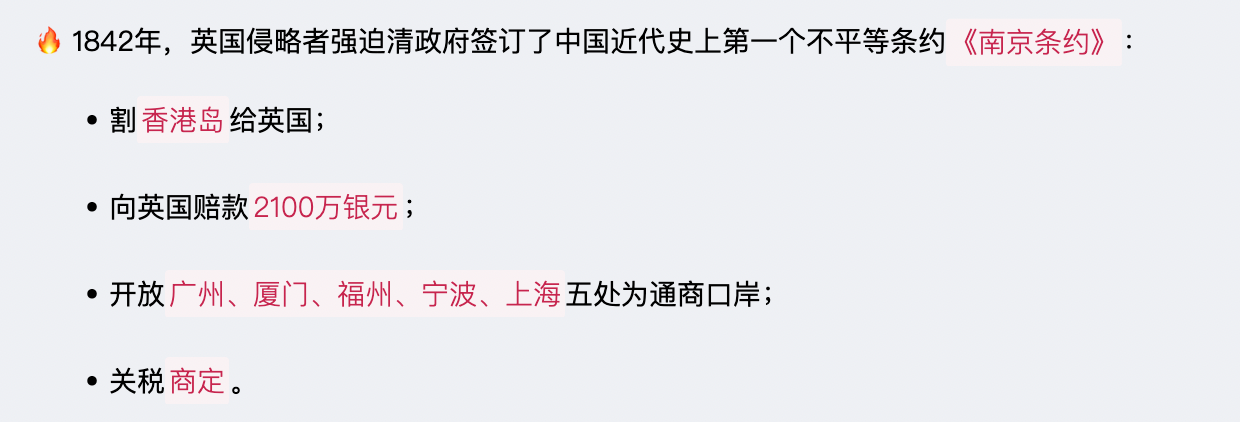 🔥 1842年，英国侵略者强迫清政府签订了中国近代史上第一个不平等条约《南京条约》：
• 割香港岛给英国；
• 向英国赔款2100万银元；
• 开放广州、厦门、福州、宁波、上海五处为通商口岸；
• 关税商定。